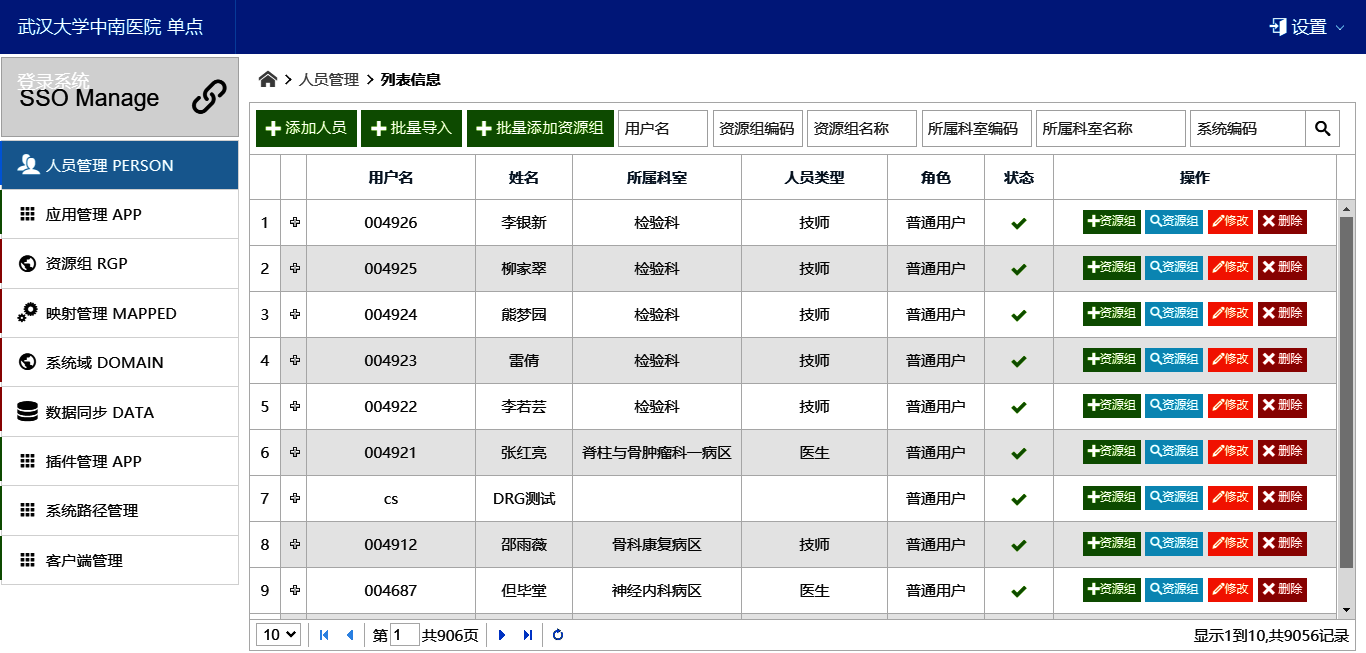 武汉大学中南医院 单点
登录系统
设置
SSO Manage
人员管理 PERSON
应用管理 APP
资源组 RGP
映射管理 MAPPED
系统域 DOMAIN
数据同步 DATA
插件管理 APP
系统路径管理
客户端管理
人员管理 列表信息
添加人员 批量导入 批量添加资源组 用户名 资源组编码 资源组名称 所属科室编码 所属科室名称 系统编码
用户名 姓名 所属科室 人员类型 角色 状态 操作
1 004926 李银新 检验科 技师 普通用户 资源组 资源组 修改 删除
2 004925 柳家翠 检验科 技师 普通用户 资源组 资源组 修改 删除
3 004924 熊梦园 检验科 技师 普通用户 资源组 资源组 修改 删除
4 004923 雷倩 检验科 技师 普通用户 资源组 资源组 修改 删除
5 004922 李若芸 检验科 技师 普通用户 资源组 资源组 修改 删除
6 004921 张红亮 脊柱与骨肿瘤科一病区 医生 普通用户 资源组 资源组 修改 删除
7 cs DRG测试 普通用户 资源组 资源组 修改 删除
8 004912 邵雨薇 骨科康复病区 技师 普通用户 资源组 资源组 修改 删除
9 004687 但毕堂 神经内科病区 医生 普通用户 资源组 资源组 修改 删除
10 第 1 共906页 显示1到10,共9056记录